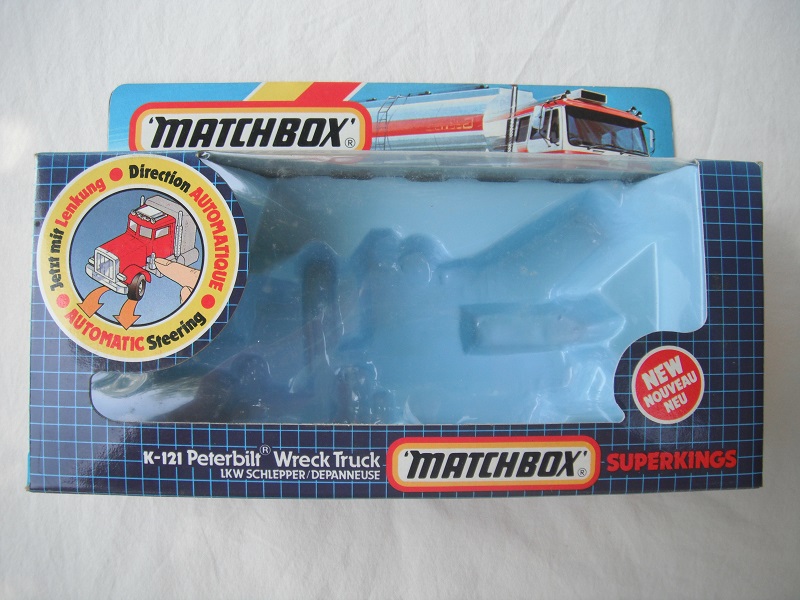 'MATCHBOX'®
Jetzt mit Lenkung
Direction AUTOMATIQUE
AUTOMATIC Steering
NEW
NOUVEAU
NEU
K-121 Peterbilt® Wreck Truck
LKW SCHLEPPER/DEPANNEUSE
'MATCHBOX'®
SUPERKINGS